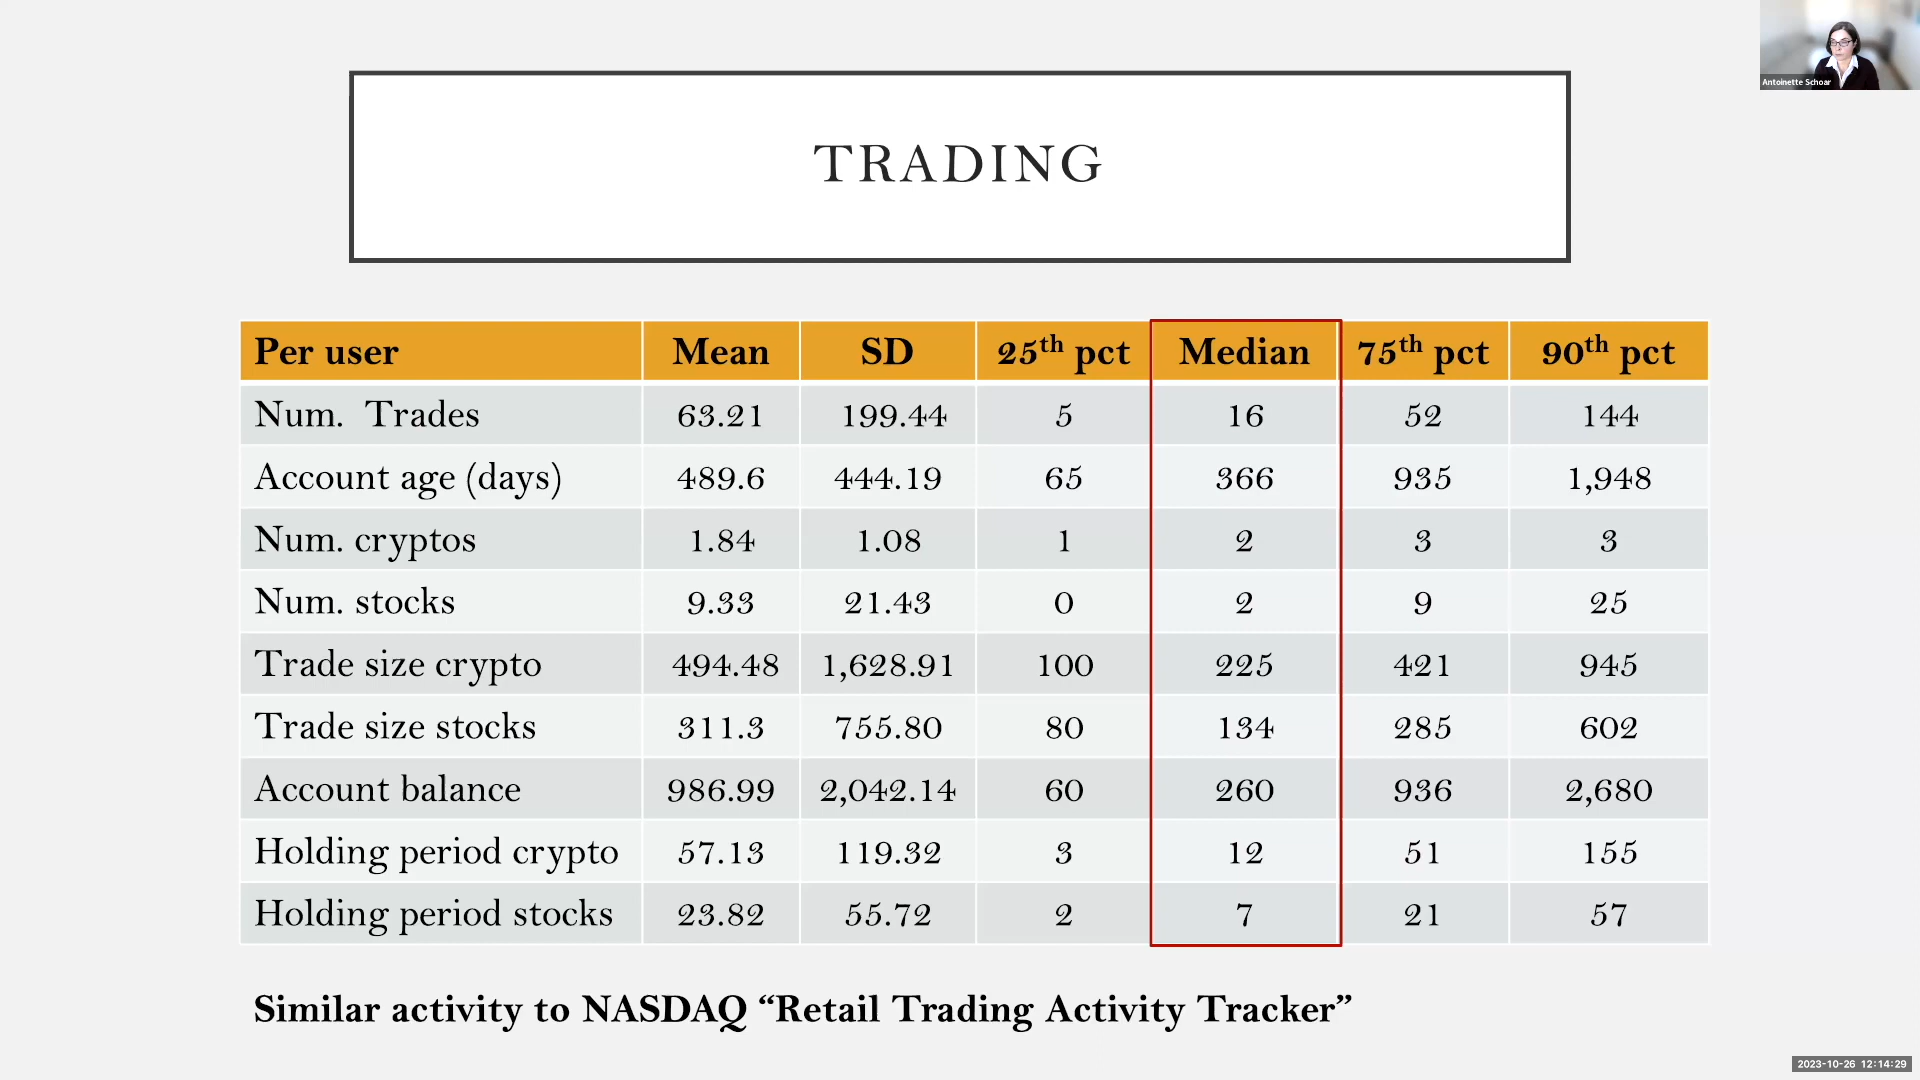 Antoinette Schoar
TRADING
Per user Mean SD 25th pct Median 75th pct 90th pct
Num. Trades 63.21 199.44 5 16 52 144
Account age (days) 489.6 444.19 65 366 935 1,948
Num. cryptos 1.84 1.08 1 2 3 3
Num. stocks 9.33 21.43 0 2 9 25
Trade size crypto 494.48 1,628.91 100 225 421 945
Trade size stocks 311.3 755.80 80 134 285 602
Account balance 986.99 2,042.14 60 260 936 2,680
Holding period crypto 57.13 119.32 3 12 51 155
Holding period stocks 23.82 55.72 2 7 21 57
Similar activity to NASDAQ “Retail Trading Activity Tracker”
2023-10-26 12:14:29